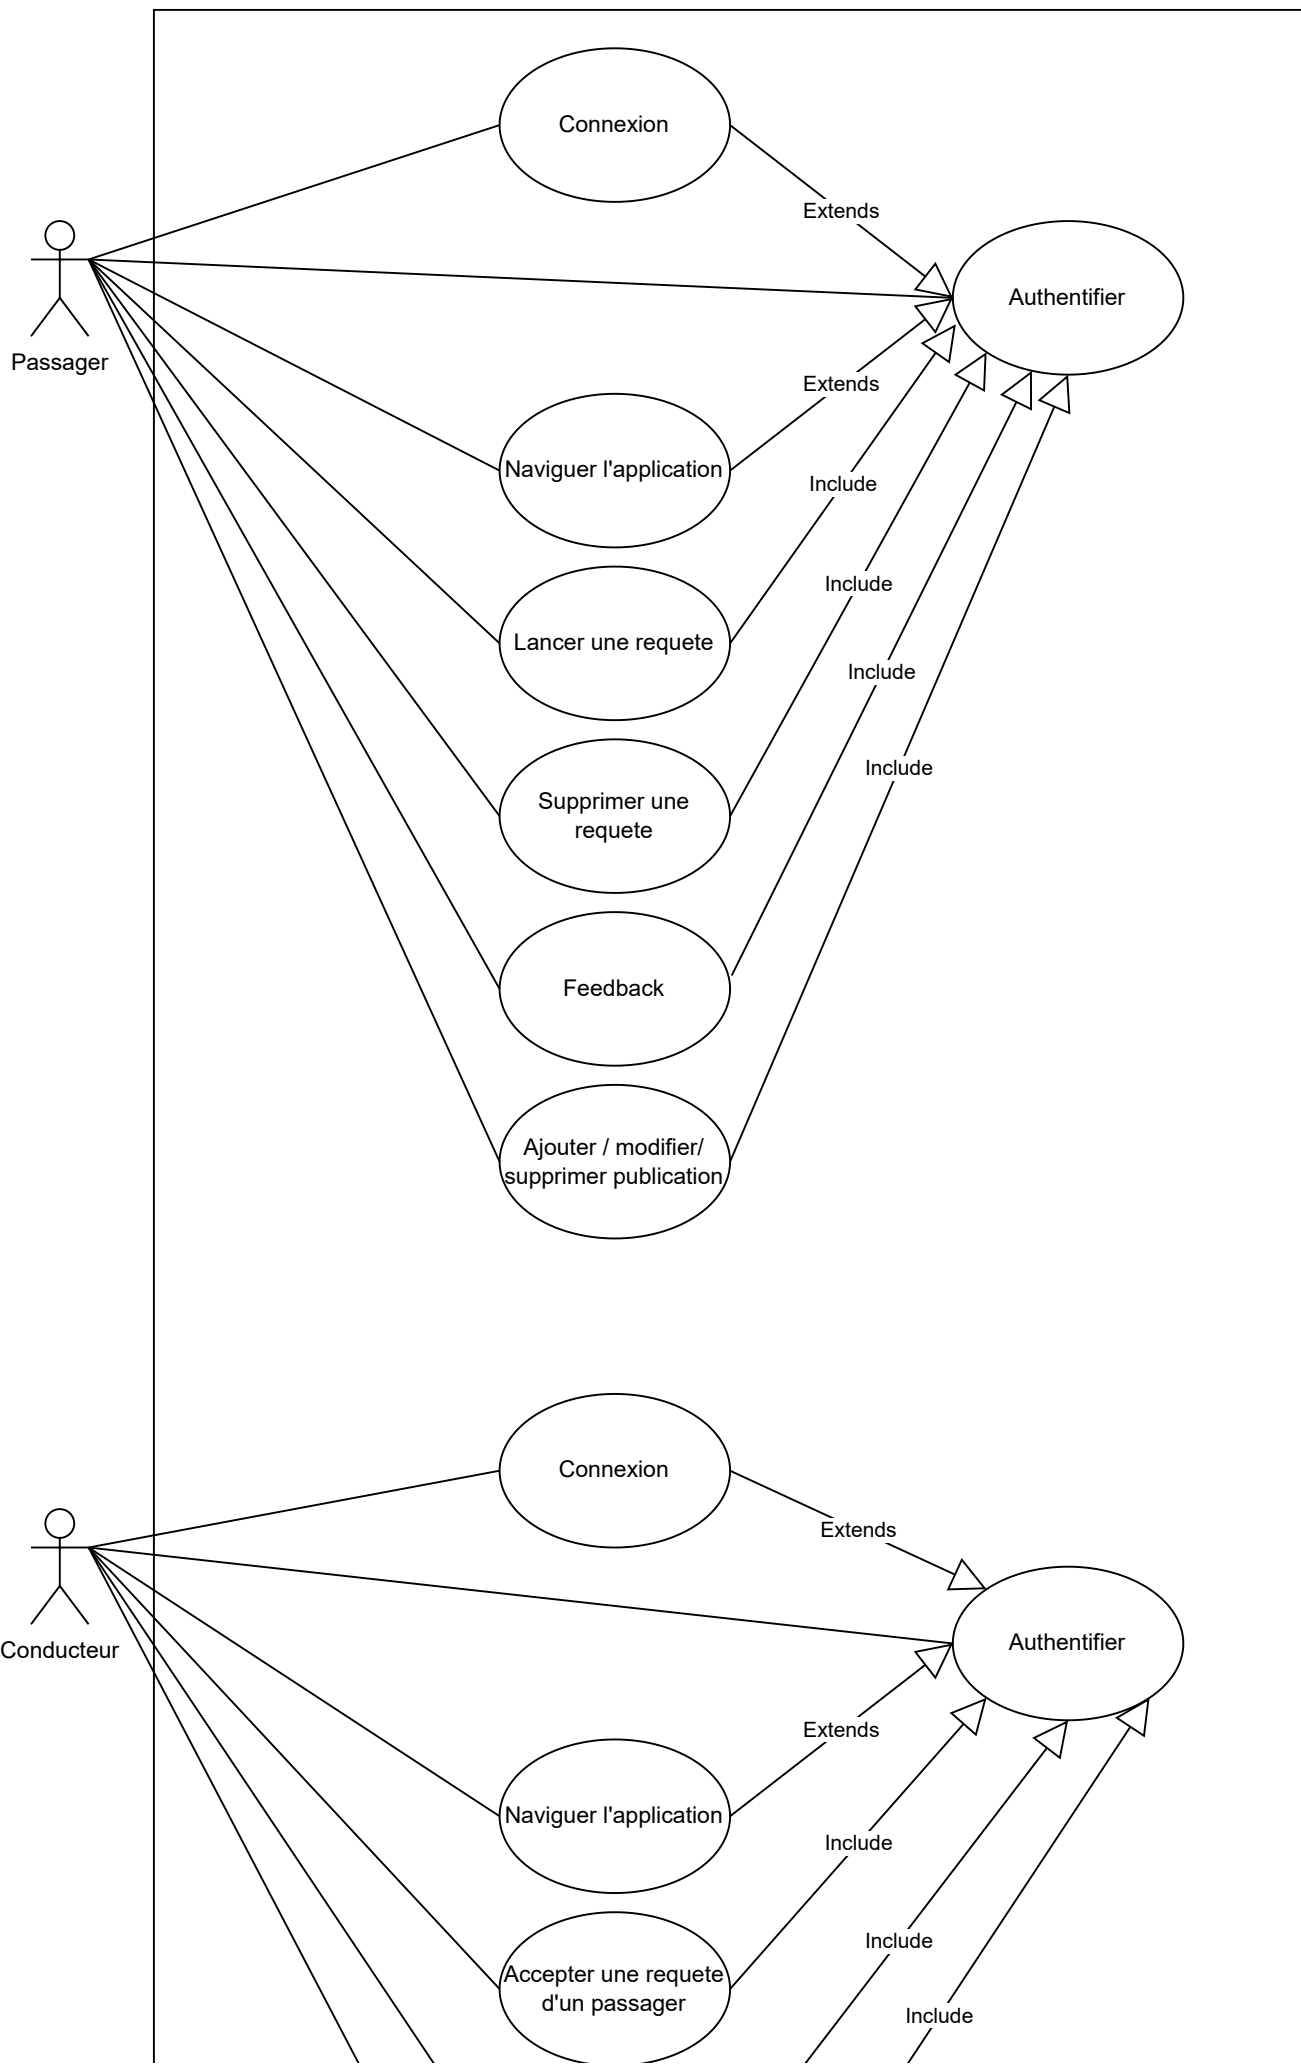 Connexion
Extends
Authentifier
Passager
Extends
Naviguer l'application
Include
Include
Lancer une requete
Include
Include
Supprimer une
requete
Feedback
Ajouter / modifier/
supprimer publication
Connexion
Extends
Authentifier
Conducteur
Extends
Naviguer l'application
Include
Include
Accepter une requete
d'un passager
Include